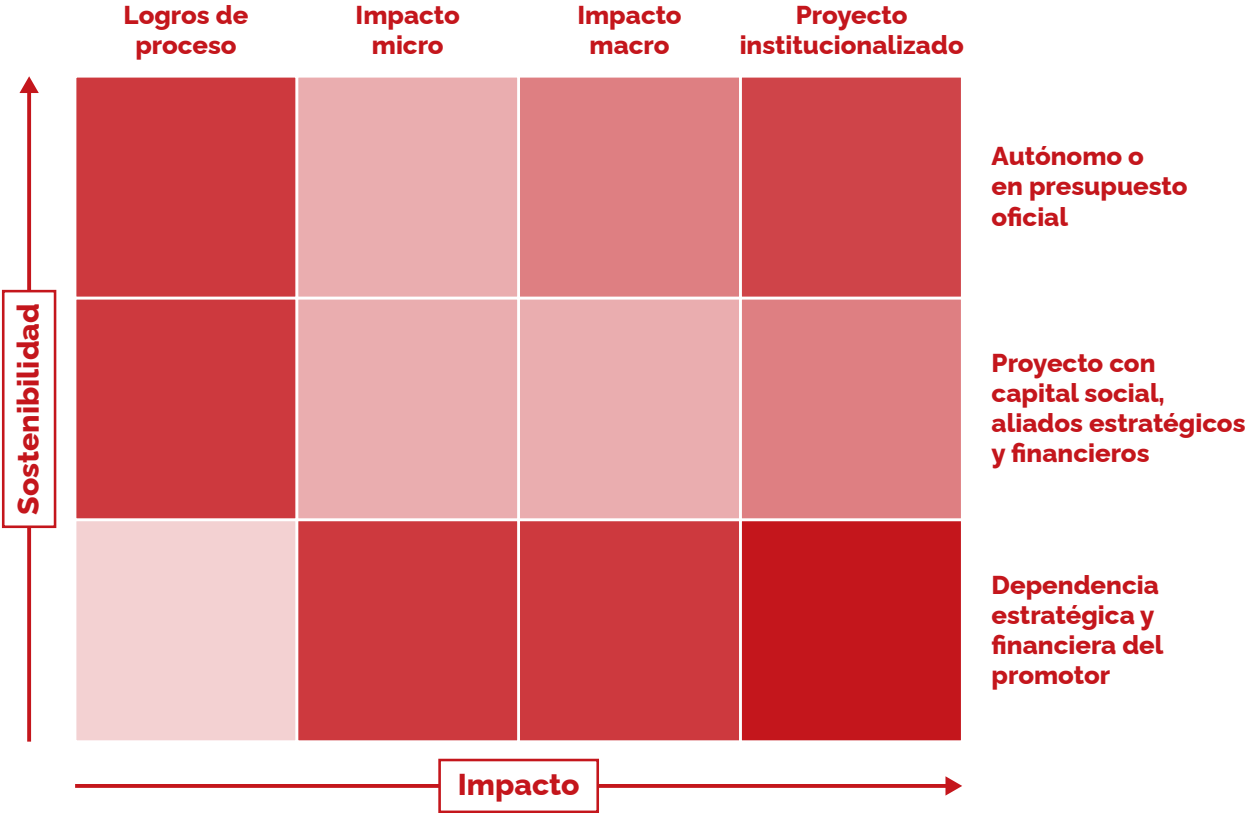 Logros de
proceso
Impacto
micro
Impacto
macro
Proyecto
institucionalizado
Autónomo o
en presupuesto
oficial
Sostenibilidad
Proyecto con
capital social,
aliados estratégicos
y financieros
Dependencia
estratégica y
financiera del
promotor
Impacto